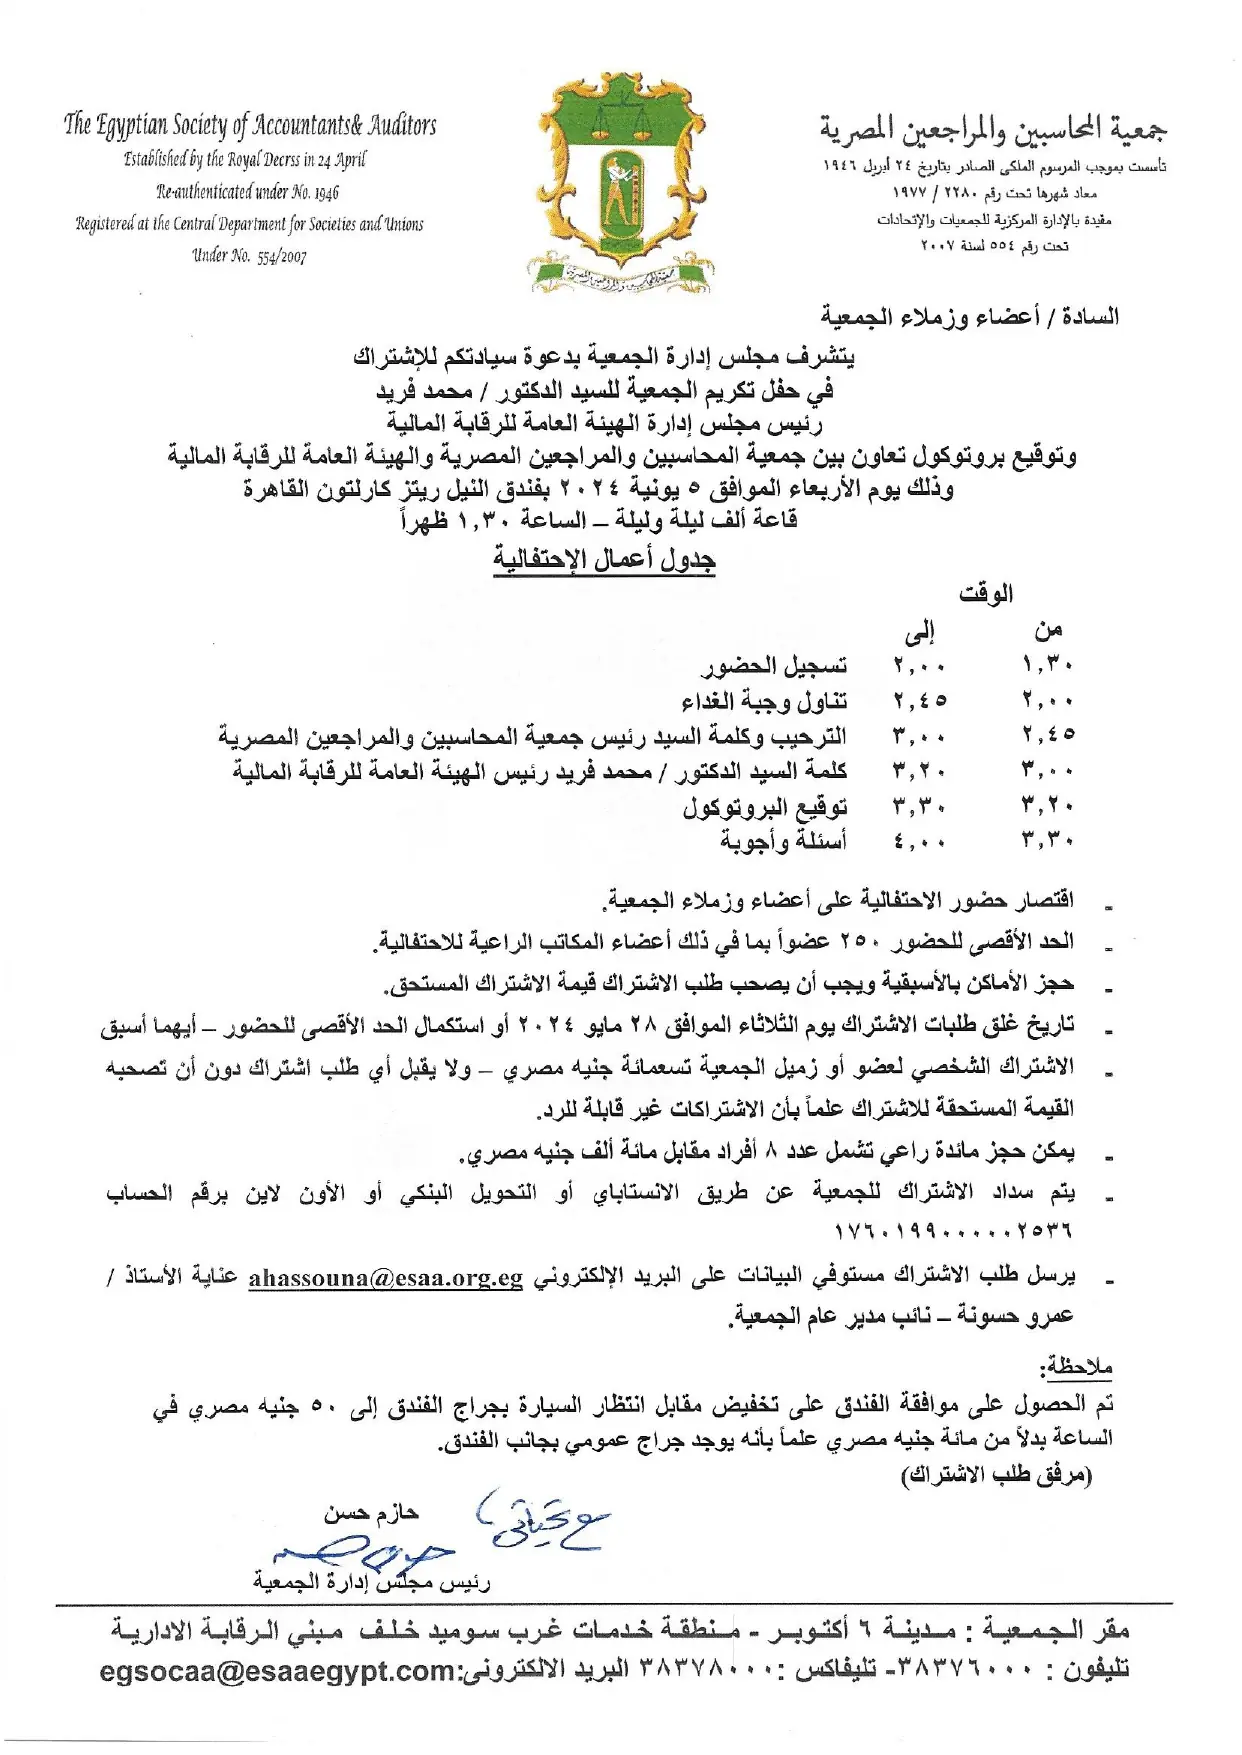 The Egyptian Society of Accountants& Auditors
Established by the Royal Decrss in 24 April
Re-authenticated under No. 1946
Registered at the Central Department for Societies and Unions
Under No. 554/2007
جمعية المحاسبين والمراجعين المصرية
تأسست بموجب المرسوم الملكى الصادر بتاريخ ٢٤ أبريل ١٩٤٦
معاد شهرها تحت رقم ٢٢٨٠ / ١٩٧٧
مقيدة بالإدارة المركزية للجمعيات والإتحادات
تحت رقم ٥٥٤ لسنة ٢٠٠٧
جمعية المحاسبين والمراجعين المصرية
السادة / أعضاء وزملاء الجمعية
يتشرف مجلس إدارة الجمعية بدعوة سيادتكم للإشتراك
في حفل تكريم الجمعية للسيد الدكتور / محمد فريد
رئيس مجلس إدارة الهيئة العامة للرقابة المالية
وتوقيع بروتوكول تعاون بين جمعية المحاسبين والمراجعين المصرية والهيئة العامة للرقابة المالية
وذلك يوم الأربعاء الموافق ٥ يونية ٢٠٢٤ بفندق النيل ريتز كارلتون القاهرة
قاعة ألف ليلة وليلة – الساعة ١,٣٠ ظهراً
جدول أعمال الإحتفالية
الوقت
من إلى
١,٣٠ ٢,٠٠ تسجيل الحضور
٢,٠٠ ٢,٤٥ تناول وجبة الغداء
٢,٤٥ ٣,٠٠ الترحيب وكلمة السيد رئيس جمعية المحاسبين والمراجعين المصرية
٣,٠٠ ٣,٢٠ كلمة السيد الدكتور / محمد فريد رئيس الهيئة العامة للرقابة المالية
٣,٢٠ ٣,٣٠ توقيع البروتوكول
٣,٣٠ ٤,٠٠ أسئلة وأجوبة
- اقتصار حضور الاحتفالية على أعضاء وزملاء الجمعية.
- الحد الأقصى للحضور ٢٥٠ عضواً بما في ذلك أعضاء المكاتب الراعية للاحتفالية.
- حجز الأماكن بالأسبقية ويجب أن يصحب طلب الاشتراك قيمة الاشتراك المستحق.
- تاريخ غلق طلبات الاشتراك يوم الثلاثاء الموافق ٢٨ مايو ٢٠٢٤ أو استكمال الحد الأقصى للحضور – أيهما أسبق
- الاشتراك الشخصي لعضو أو زميل الجمعية تسعمائة جنيه مصري – ولا يقبل أي طلب اشتراك دون أن تصحبه
القيمة المستحقة للاشتراك علماً بأن الاشتراكات غير قابلة للرد.
- يمكن حجز مائدة راعي تشمل عدد ٨ أفراد مقابل مائة ألف جنيه مصري.
- يتم سداد الاشتراك للجمعية عن طريق الانستاباي أو التحويل البنكي أو الأون لاين برقم الحساب
١٧٦٠١٩٩٠٠٠٠٠٢٥٣٦
- يرسل طلب الاشتراك مستوفي البيانات على البريد الإلكتروني ahassouna@esaa.org.eg عناية الأستاذ /
عمرو حسونة – نائب مدير عام الجمعية.
ملاحظة:
تم الحصول على موافقة الفندق على تخفيض مقابل انتظار السيارة بجراج الفندق إلى ٥٠ جنيه مصري في
الساعة بدلاً من مائة جنيه مصري علماً بأنه يوجد جراج عمومي بجانب الفندق.
(مرفق طلب الاشتراك)
حازم حسن
رئيس مجلس إدارة الجمعية
مقر الجمعية : مدينة ٦ أكتوبر - منطقة خدمات غرب سوميد خلف مبني الرقابة الادارية
تليفون : ٣٨٣٧٦٠٠٠- تليفاكس :٣٨٣٧٨٠٠٠ البريد الالكترونى:egsocaa@esaaegypt.com